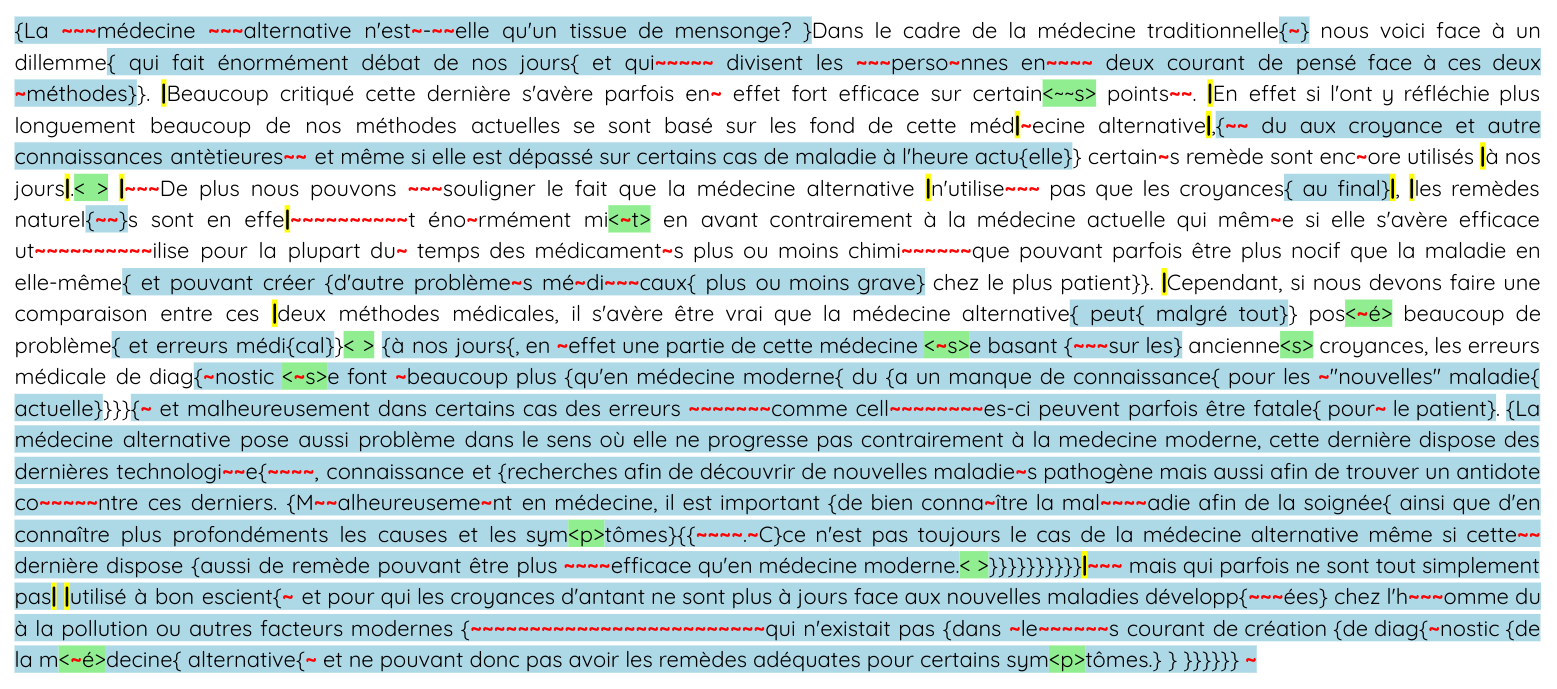 {La ~~~médecine ~~~alternative n'est~-~~elle qu'un tissue de mensonge? }Dans le cadre de la médecine traditionnelle{~} nous voici face à un
dillemme{ qui fait énormément débat de nos jours{ et qui~~~~~ divisent les ~~~perso~nnes en~~~~ deux courant de pensé face à ces deux
~méthodes}}. |Beaucoup critiqué cette dernière s'avère parfois en~ effet fort efficace sur certain<~~s> points~~. |En effet si l'ont y réfléchie plus
longuement beaucoup de nos méthodes actuelles se sont basé sur les fond de cette méd|~ecine alternative|,{~~ du aux croyance et autre
connaissances antètieures~~ et même si elle est dépassé sur certains cas de maladie à l'heure actu{elle}} certain~s remède sont enc~ore utilisés |à nos
jours|.< > |~~~De plus nous pouvons ~~~souligner le fait que la médecine alternative |n'utilise~~~ pas que les croyances{ au final}|, |les remèdes
naturel{~~}s sont en effe|~~~~~~~~~~t éno~rmément mi<~t> en avant contrairement à la médecine actuelle qui mêm~e si elle s'avère efficace
ut~~~~~~~~~~ilise pour la plupart du~ temps des médicament~s plus ou moins chimi~~~~~~que pouvant parfois être plus nocif que la maladie en
elle-même{ et pouvant créer {d'autre problème~s mé~di~~~caux{ plus ou moins grave} chez le plus patient}}. |Cependant, si nous devons faire une
comparaison entre ces |deux méthodes médicales, il s'avère être vrai que la médecine alternative{ peut{ malgré tout}} pos<~é> beaucoup de
problème{ et erreurs médi{cal}}< > {à nos jours{, en ~effet une partie de cette médecine <~s>e basant {~~~sur les} ancienne<s> croyances, les erreurs
médicale de diag{~nostic <~s>e font ~beaucoup plus {qu'en médecine moderne{ du {a un manque de connaissance{ pour les ~"nouvelles" maladie{
actuelle}}}}{~ et malheureusement dans certains cas des erreurs ~~~~~~~comme cell~~~~~~~~es-ci peuvent parfois être fatale{ pour~ le patient}. {La
médecine alternative pose aussi problème dans le sens où elle ne progresse pas contrairement à la medecine moderne, cette dernière dispose des
dernières technologi~~e{~~~~, connaissance et {recherches afin de découvrir de nouvelles maladie~s pathogène mais aussi afin de trouver un antidote
co~~~~~ntre ces derniers. {M~~alheureuseme~nt en médecine, il est important {de bien conna~ître la mal~~~~adie afin de la soignée{ ainsi que d'en
connaître plus profondéments les causes et les sym<p>tômes}{{~~~~.~C}ce n'est pas toujours le cas de la médecine alternative même si cette~~
dernière dispose {aussi de remède pouvant être plus ~~~~efficace qu'en médecine moderne.< >}}}}}}}}}}|~~~ mais qui parfois ne sont tout simplement
pas| |utilisé à bon escient{~ et pour qui les croyances d'antant ne sont plus à jours face aux nouvelles maladies développ{~~~ées} chez l'h~~~omme du
à la pollution ou autres facteurs modernes {~~~~~~~~~~~~~~~~~~~~~~~~~qui n'existait pas {dans ~le~~~~~~s courant de création {de diag{~nostic {de
la m<~é>decine{ alternative{~ et ne pouvant donc pas avoir les remèdes adéquates pour certains sym<p>tômes.} } }}}}}} ~